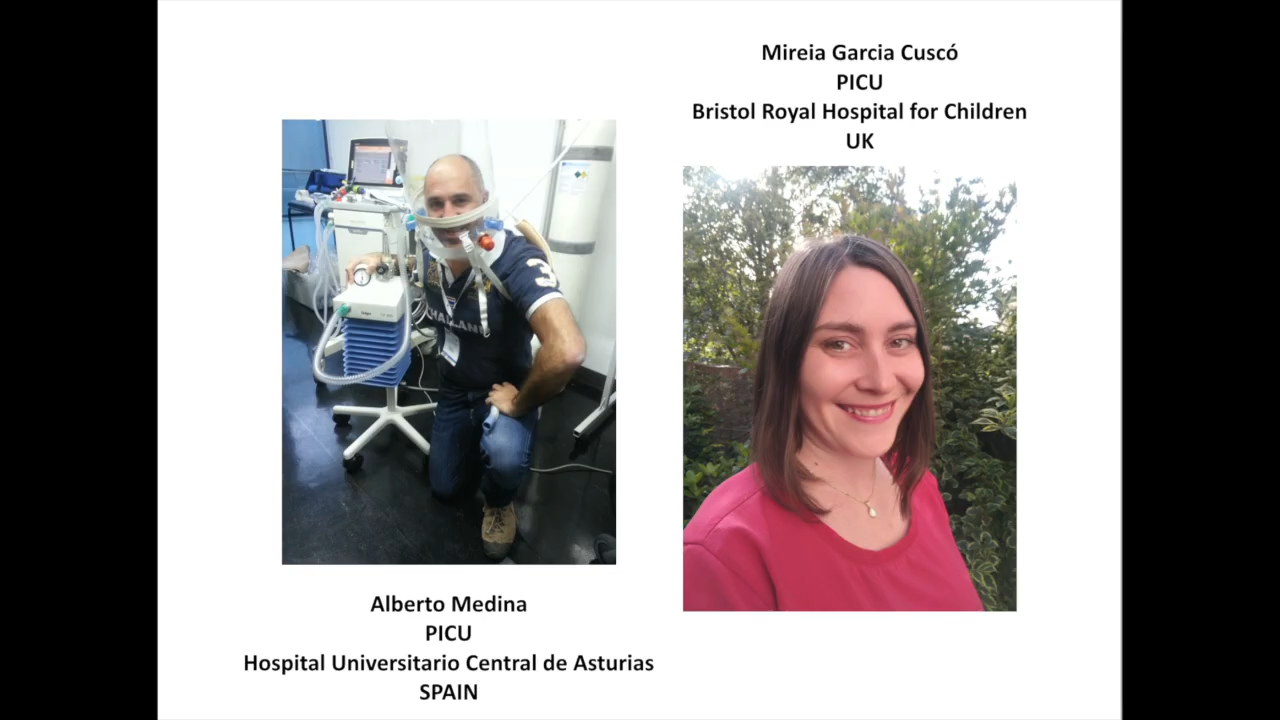 Mireia Garcia Cuscó
PICU
Bristol Royal Hospital for Children
UK
3
Alberto Medina
PICU
Hospital Universitario Central de Asturias
SPAIN